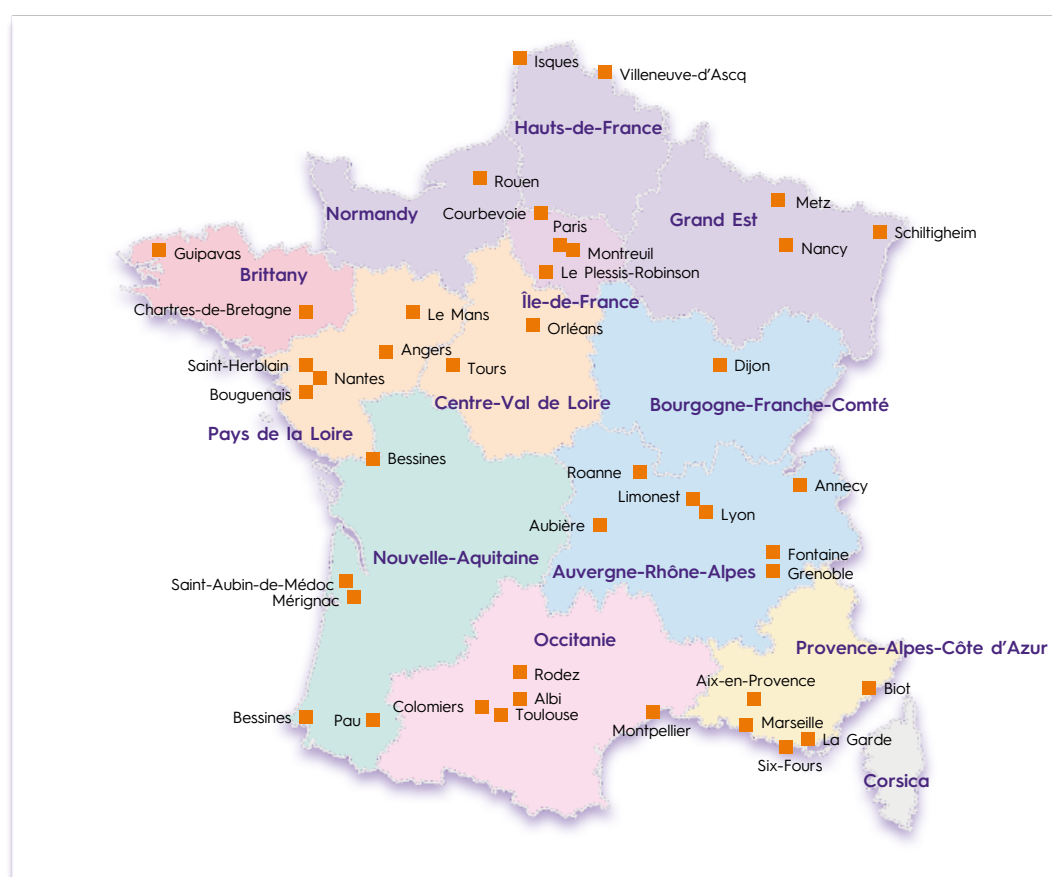 Isques
Villeneuve-d'Ascq
Hauts-de-France
Rouen
Metz
Normandy
Courbevoie
Grand Est
Paris
Schiltigheim
Guipavas
Montreuil
Nancy
Brittany
Le Plessis-Robinson
Île-de-France
Chartres-de-Bretagne
Le Mans
Orléans
Angers
Saint-Herblain
Tours
Dijon
Nantes
Bouguenais
Centre-Val de Loire
Bourgogne-Franche-Comté
Pays de la Loire
Bessines
Roanne
Annecy
Limonest
Lyon
Aubière
Fontaine
Nouvelle-Aquitaine
Auvergne-Rhône-Alpes
Grenoble
Saint-Aubin-de-Médoc
Mérignac
Occitanie
Provence-Alpes-Côte d'Azur
Rodez
Aix-en-Provence
Biot
Albi
Colomiers
Toulouse
Bessines
Pau
Montpellier
Marseille
La Garde
Six-Fours
Corsica